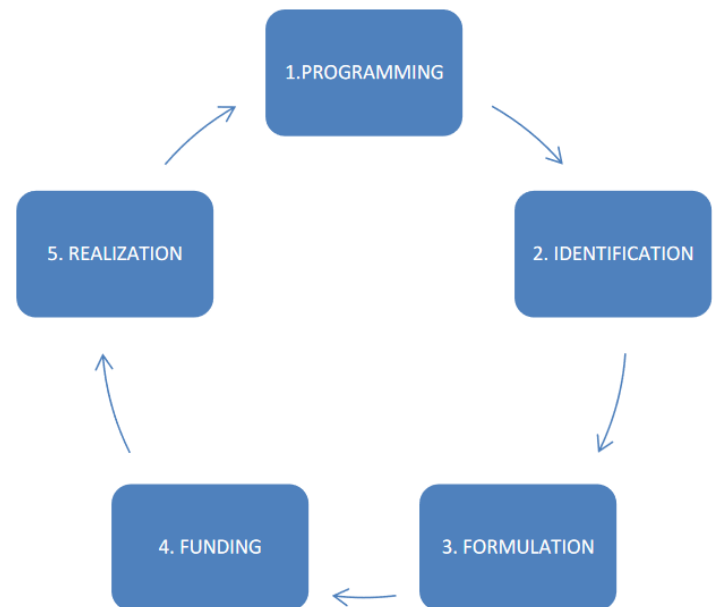 1.PROGRAMMING
2. IDENTIFICATION
3. FORMULATION
4. FUNDING
5. REALIZATION